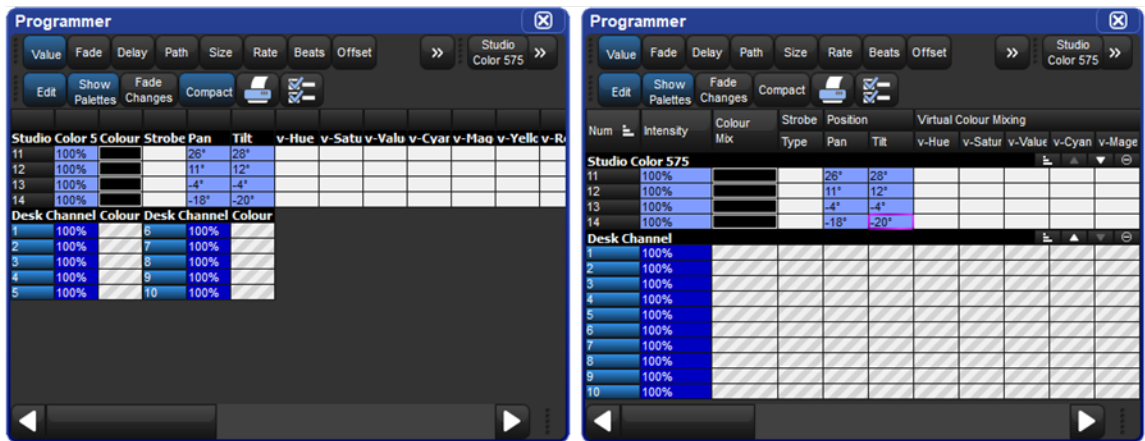 Programmer
Value Fade Delay Path Size Rate Beats Offset » Studio Color 575 »
Edit Show Palettes Fade Changes Compact
Studio Color 5 Colour Strobe Pan Tilt v-Hue v-Satu v-Valu v-Cyar v-Mag v-Yellc v-R
11 100% 26° 28°
12 100% 11° 12°
13 100% -4° -4°
14 100% -18° -20°
Desk Channel Colour Desk Channel Colour
1 100% 6 100%
2 100% 7 100%
3 100% 8 100%
4 100% 9 100%
5 100% 10 100%
Programmer
Value Fade Delay Path Size Rate Beats Offset » Studio Color 575 »
Edit Show Palettes Fade Changes Compact
Num Intensity Colour Mix Strobe Position Virtual Colour Mixing
Type Pan Tilt v-Hue v-Satur v-Value v-Cyan v-Mage
Studio Color 575
11 100% 26° 28°
12 100% 11° 12°
13 100% -4° -4°
14 100% -18° -20°
Desk Channel
1 100%
2 100%
3 100%
4 100%
5 100%
6 100%
7 100%
8 100%
9 100%
10 100%